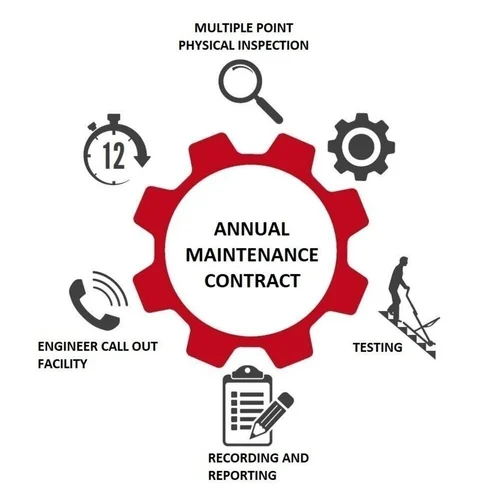 MULTIPLE POINT
PHYSICAL INSPECTION
12
ANNUAL
MAINTENANCE
CONTRACT
ENGINEER CALL OUT
FACILITY
TESTING
RECORDING AND
REPORTING